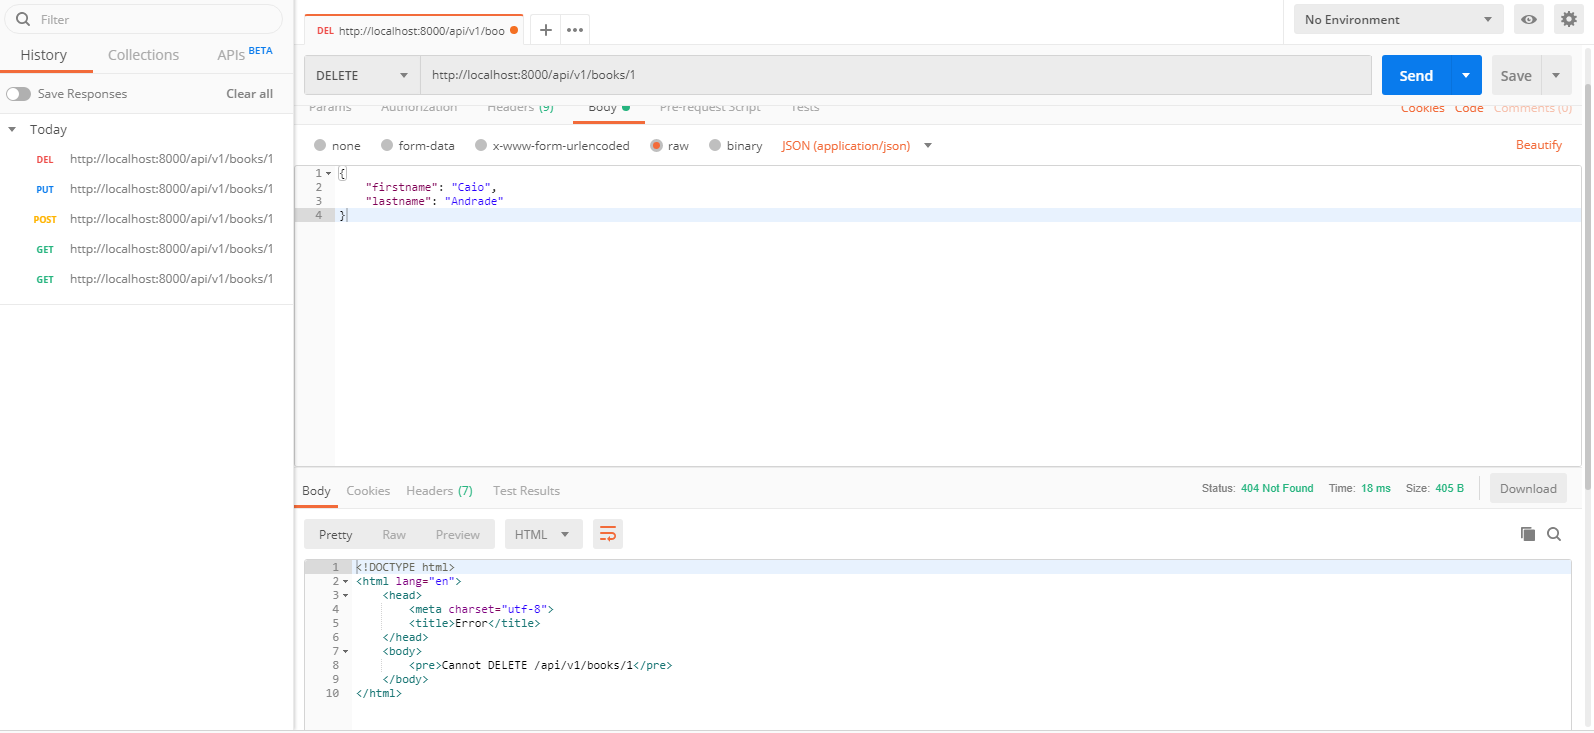 Filter
History Collections APIs BETA
Save Responses Clear all
Today
DEL http://localhost:8000/api/v1/books/1
PUT http://localhost:8000/api/v1/books/1
POST http://localhost:8000/api/v1/books/1
GET http://localhost:8000/api/v1/books/1
GET http://localhost:8000/api/v1/books/1
DEL http://localhost:8000/api/v1/boo
No Environment
DELETE http://localhost:8000/api/v1/books/1 Send Save
Params Authorization Headers (9) Body Pre-request Script Tests Cookies Code Comments (0)
none form-data x-www-form-urlencoded raw binary JSON (application/json) Beautify
1 {
2 "firstname": "Caio",
3 "lastname": "Andrade"
4 }
Body Cookies Headers (7) Test Results Status: 404 Not Found Time: 18 ms Size: 405 B Download
Pretty Raw Preview HTML
1 <!DOCTYPE html>
2 <html lang="en">
3 <head>
4 <meta charset="utf-8">
5 <title>Error</title>
6 </head>
7 <body>
8 <pre>Cannot DELETE /api/v1/books/1</pre>
9 </body>
10 </html>